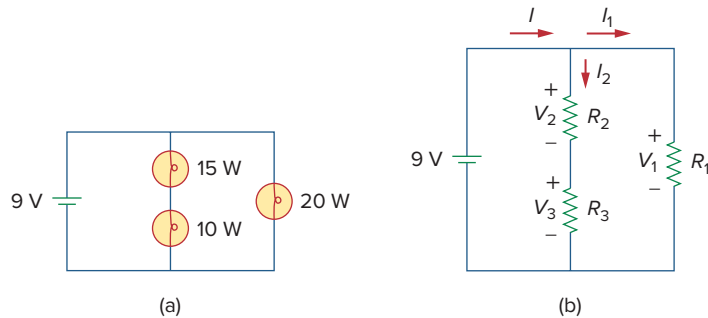 9 V
15 W
10 W
20 W
(a)
I
I₁
I₂
9 V
+
V₂
−
R₂
+
V₃
−
R₃
+
V₁
−
R₁
(b)